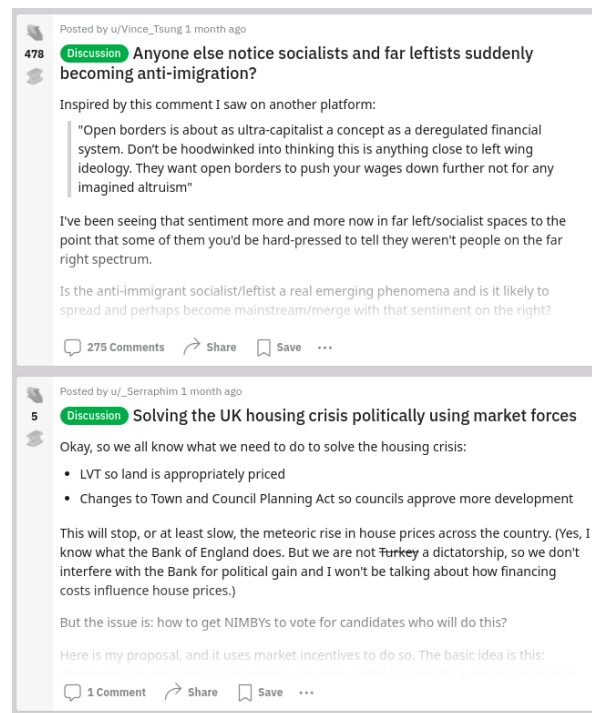 Posted by u/Vince_Tsung 1 month ago
478
Discussion Anyone else notice socialists and far leftists suddenly
becoming anti-imigration?
Inspired by this comment I saw on another platform:
"Open borders is about as ultra-capitalist a concept as a deregulated financial
system. Don’t be hoodwinked into thinking this is anything close to left wing
ideology. They want open borders to push your wages down further not for any
imagined altruism"
I've been seeing that sentiment more and more now in far left/socialist spaces to the
point that some of them you'd be hard-pressed to tell they weren't people on the far
right spectrum.
Is the anti-immigrant socialist/leftist a real emerging phenomena and is it likely to
spread and perhaps become mainstream/merge with that sentiment on the right?
275 Comments Share Save
Posted by u/_Serraphim 1 month ago
5
Discussion Solving the UK housing crisis politically using market forces
Okay, so we all know what we need to do to solve the housing crisis:
• LVT so land is appropriately priced
• Changes to Town and Council Planning Act so councils approve more development
This will stop, or at least slow, the meteoric rise in house prices across the country. (Yes, I
know what the Bank of England does. But we are not Turkey a dictatorship, so we don't
interfere with the Bank for political gain and I won't be talking about how financing
costs influence house prices.)
But the issue is: how to get NIMBYs to vote for candidates who will do this?
Here is my proposal, and it uses market incentives to do so. The basic idea is this:
1 Comment Share Save